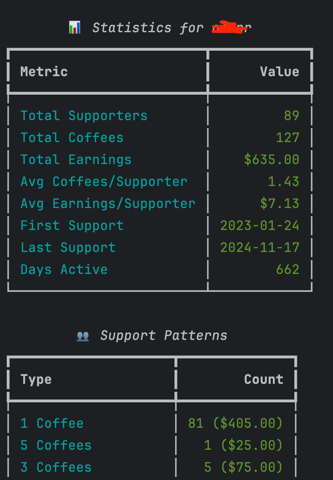 Statistics for
Metric Value
Total Supporters 89
Total Coffees 127
Total Earnings $635.00
Avg Coffees/Supporter 1.43
Avg Earnings/Supporter $7.13
First Support 2023-01-24
Last Support 2024-11-17
Days Active 662
Support Patterns
Type Count
1 Coffee 81 ($405.00)
5 Coffees 1 ($25.00)
3 Coffees 5 ($75.00)